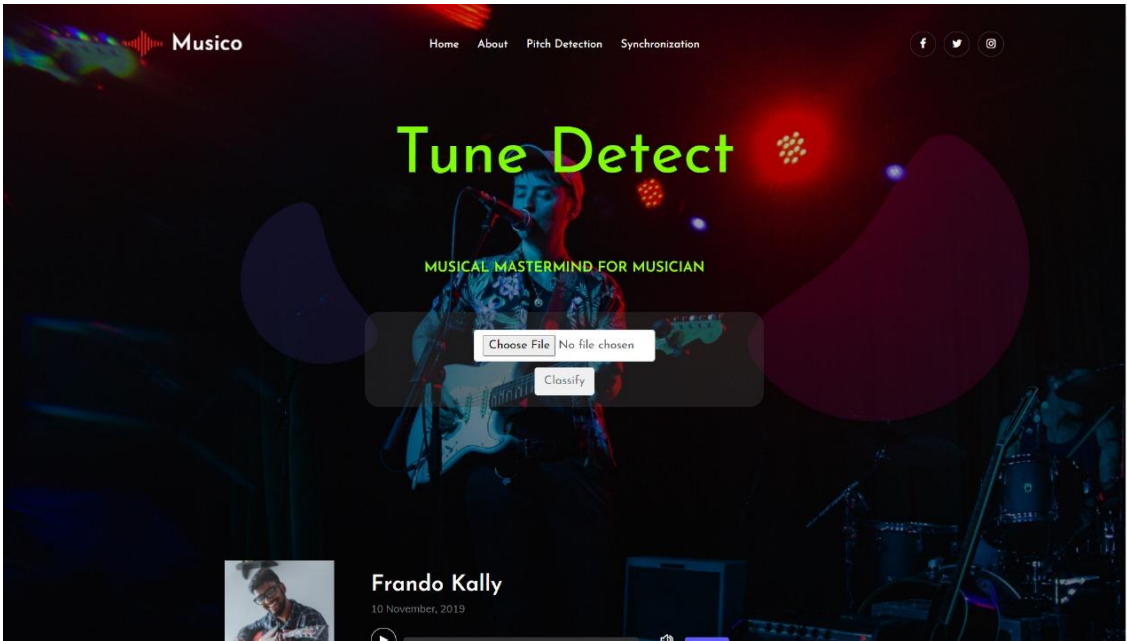 Musico
Home About Pitch Detection Synchronization
Tune Detect
MUSICAL MASTERMIND FOR MUSICIAN
Choose File No file chosen
Classify
Frando Kally
10 November, 2019